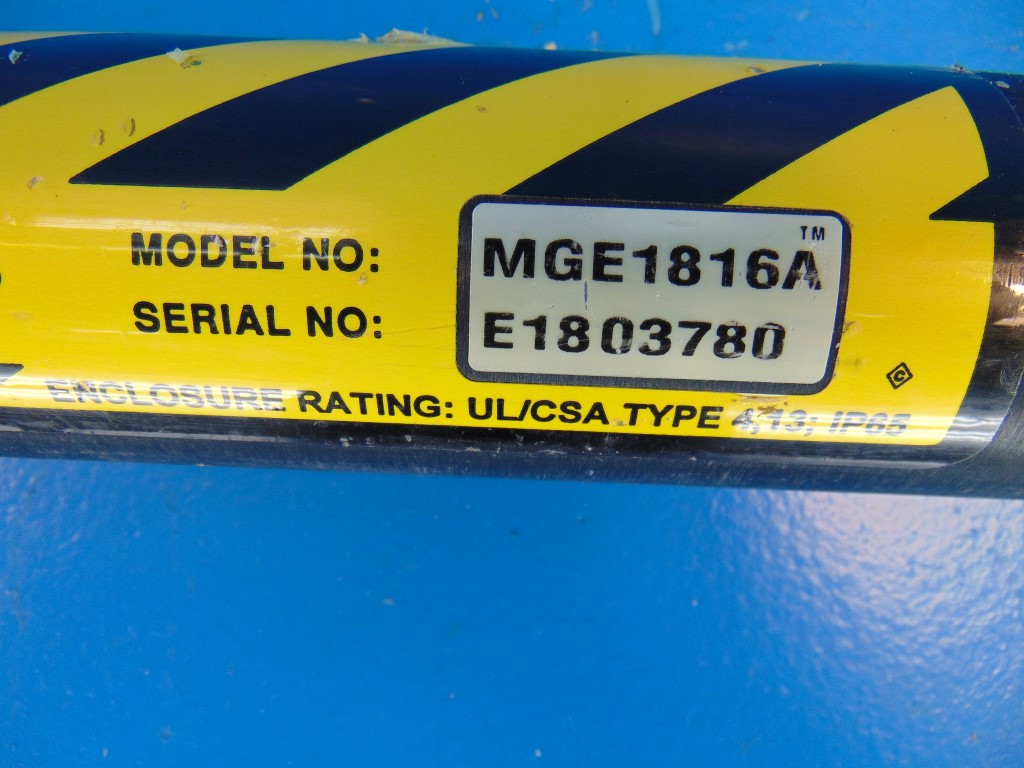 MODEL NO: MGE1816A™
SERIAL NO: E1803780
ENCLOSURE RATING: UL/CSA TYPE 4,13; IP65
C